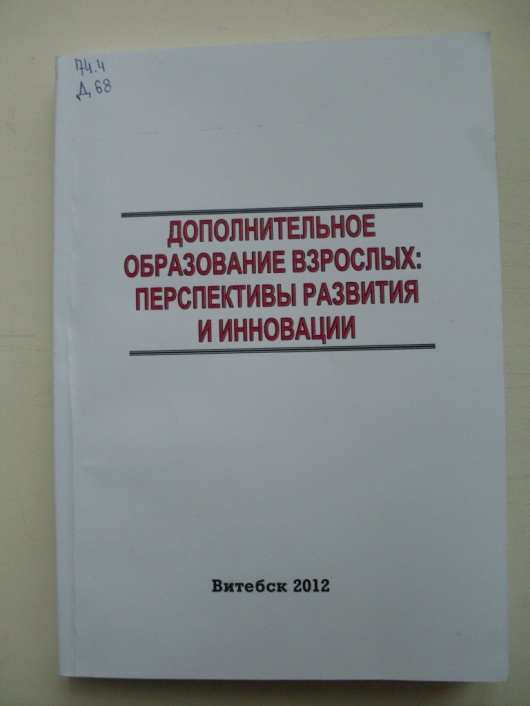 74.4
Д 68
ДОПОЛНИТЕЛЬНОЕ
ОБРАЗОВАНИЕ ВЗРОСЛЫХ:
ПЕРСПЕКТИВЫ РАЗВИТИЯ
И ИННОВАЦИИ
Витебск 2012